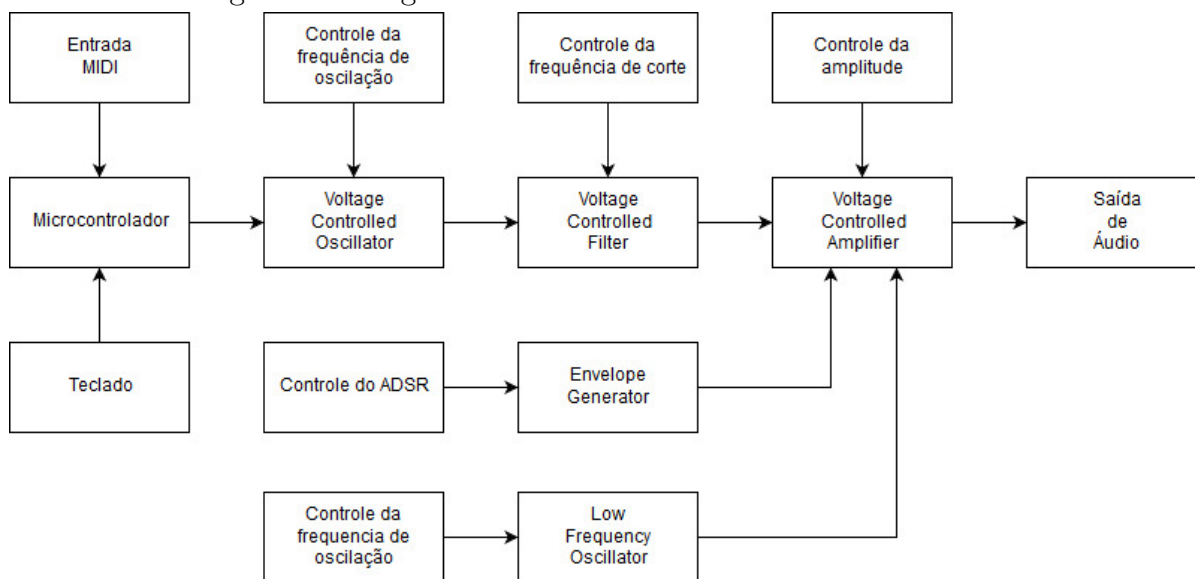 Entrada
MIDI
Controle da
frequência de
oscilação
Controle da
frequência de corte
Controle da
amplitude
Microcontrolador
Voltage
Controlled
Oscillator
Voltage
Controlled
Filter
Voltage
Controlled
Amplifier
Saída
de
Áudio
Teclado
Controle do ADSR
Envelope
Generator
Controle da
frequencia de
oscilação
Low
Frequency
Oscillator